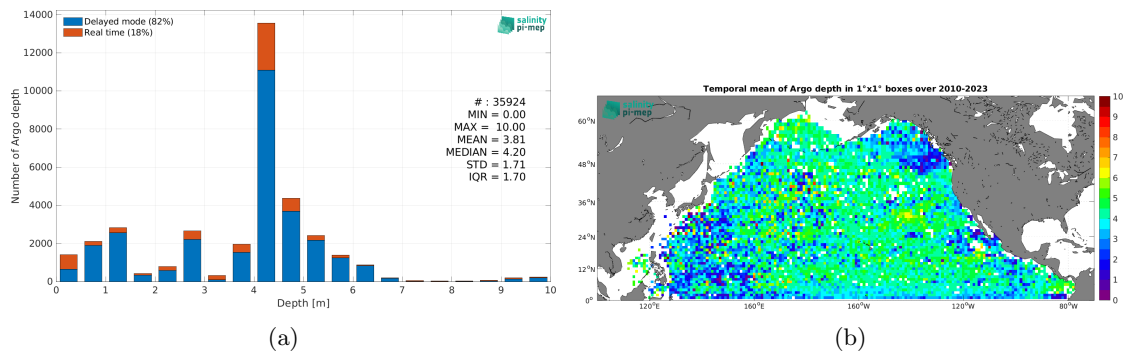 14000
12000
10000
8000
6000
4000
2000
0
Number of Argo depth
Delayed mode (82%)
Real time (18%)
salinity
pi-mep
# : 35924
MIN = 0.00
MAX = 10.00
MEAN = 3.81
MEDIAN = 4.20
STD = 1.71
IQR = 1.70
0 1 2 3 4 5 6 7 8 9 10
Depth [m]
(a)
Temporal mean of Argo depth in 1°x1° boxes over 2010-2023
salinity
pi-mep
60°N
48°N
36°N
24°N
12°N
0°
120°E 160°E 160°W 120°W 80°W
10
9
8
7
6
5
4
3
2
1
0
(b)